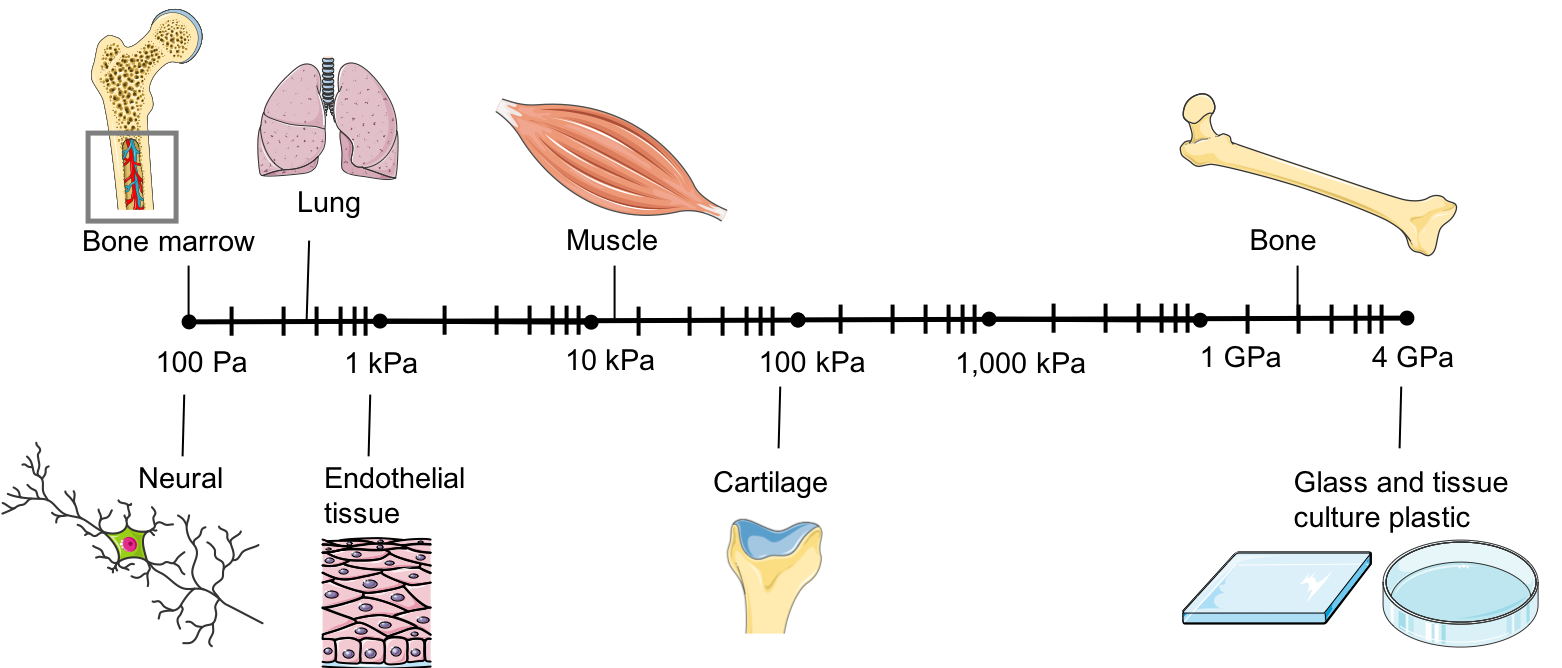 Lung
Bone marrow
Muscle
Bone
100 Pa
1 kPa
10 kPa
100 kPa
1,000 kPa
1 GPa
4 GPa
Neural
Endothelial
tissue
Cartilage
Glass and tissue
culture plastic